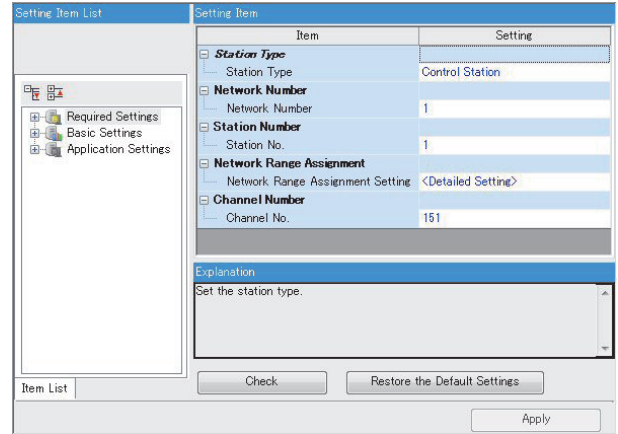 Setting Item List
Setting Item
Item Setting
Station Type
Station Type Control Station
Network Number
Network Number 1
Station Number
Station No. 1
Network Range Assignment
Network Range Assignment Setting <Detailed Setting>
Channel Number
Channel No. 151
Required Settings
Basic Settings
Application Settings
Explanation
Set the station type.
Item List
Check
Restore the Default Settings
Apply